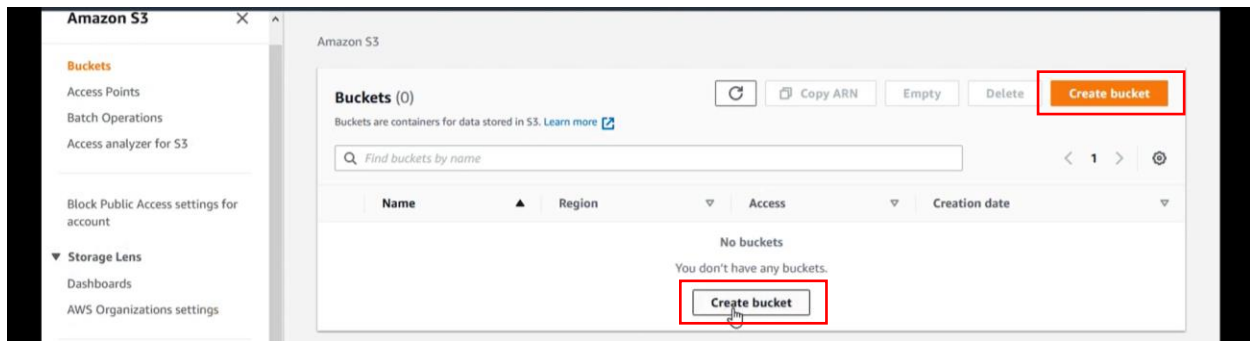 Amazon S3
Buckets
Access Points
Batch Operations
Access analyzer for S3
Block Public Access settings for
account
Storage Lens
Dashboards
AWS Organizations settings
Amazon S3
Buckets (0)
Copy ARN
Empty
Delete
Create bucket
Buckets are containers for data stored in S3. Learn more
Find buckets by name
1
Name
Region
Access
Creation date
No buckets
You don't have any buckets.
Create bucket